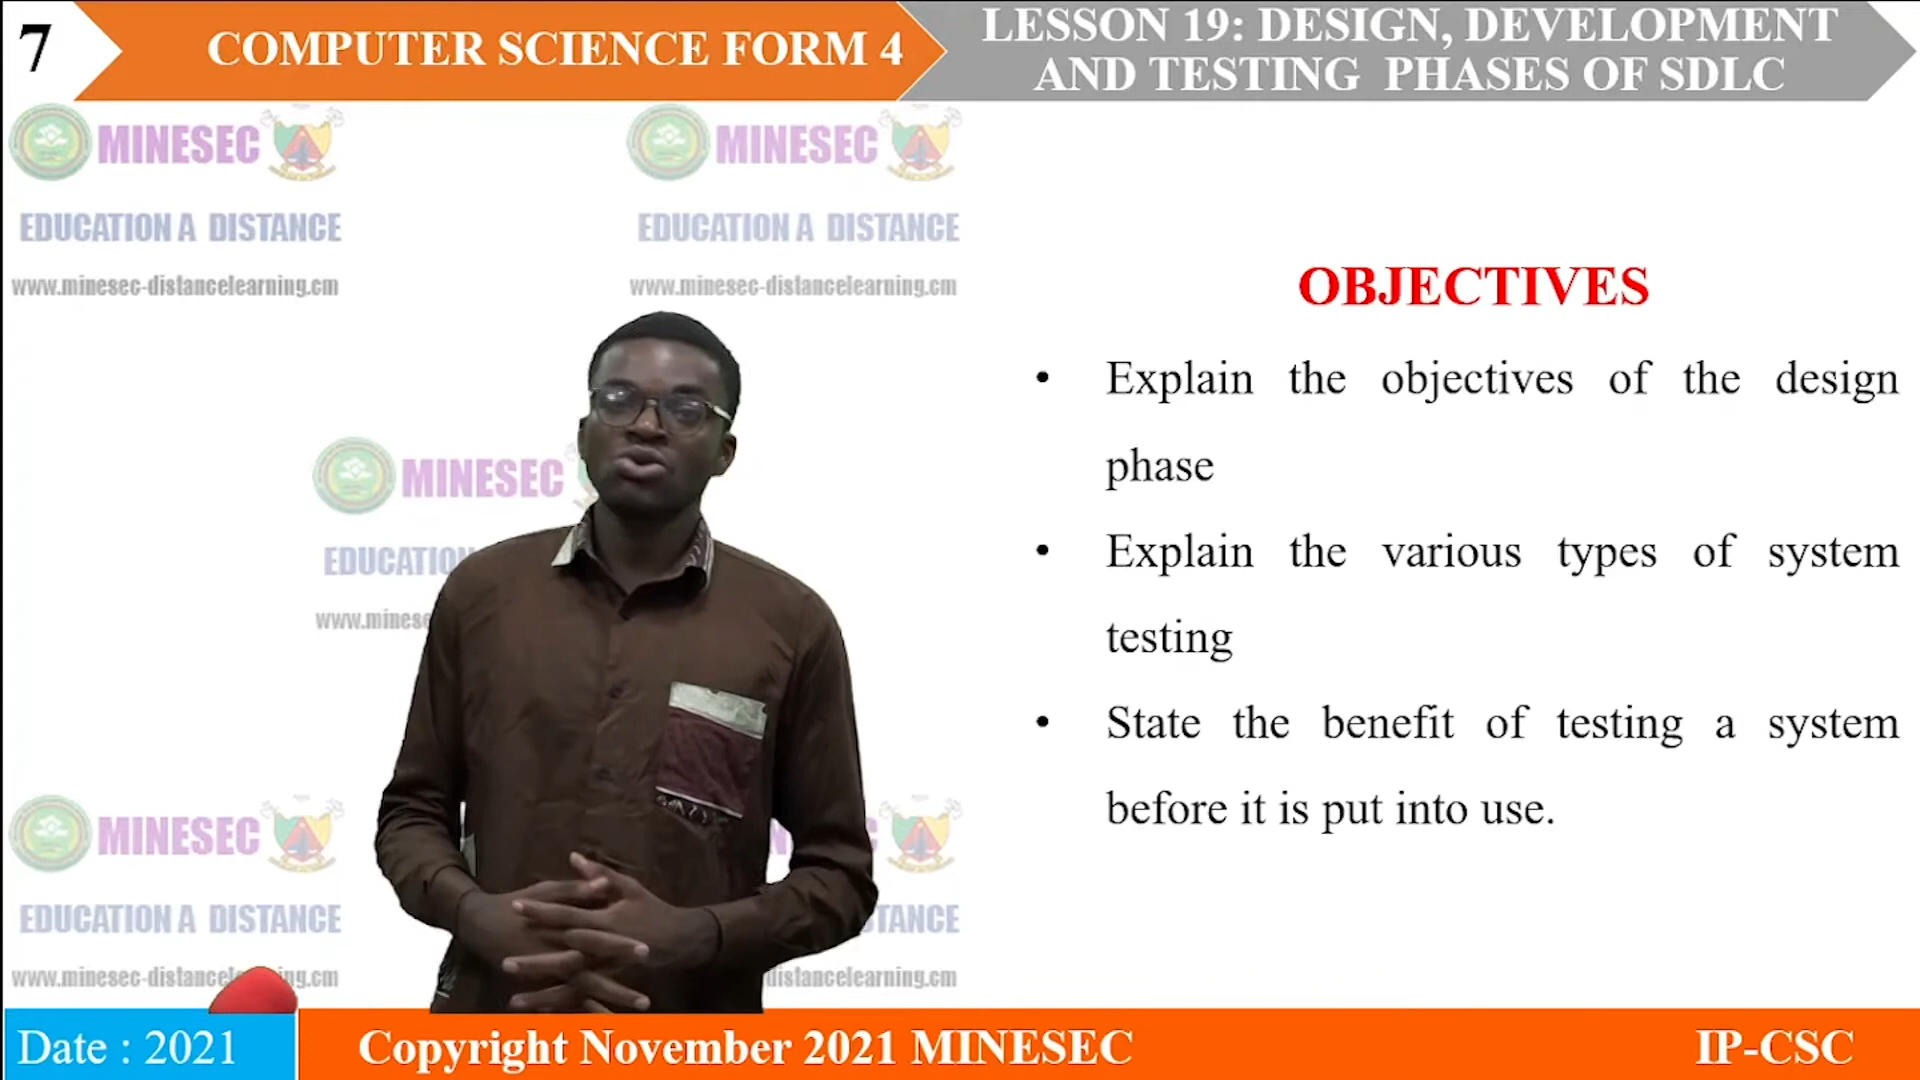 7
COMPUTER SCIENCE FORM 4
LESSON 19: DESIGN, DEVELOPMENT
AND TESTING PHASES OF SDLC
MINESEC
EDUCATION A DISTANCE
www.minesec-distancelearning.cm
MINESEC
EDUCATION A DISTANCE
www.minesec-distancelearning.cm
OBJECTIVES
• Explain the objectives of the design
phase
• Explain the various types of system
testing
• State the benefit of testing a system
before it is put into use.
MINESEC
MINESEC
EDUCATION A DISTANCE
Date : 2021
Copyright November 2021 MINESEC
IP-CSC